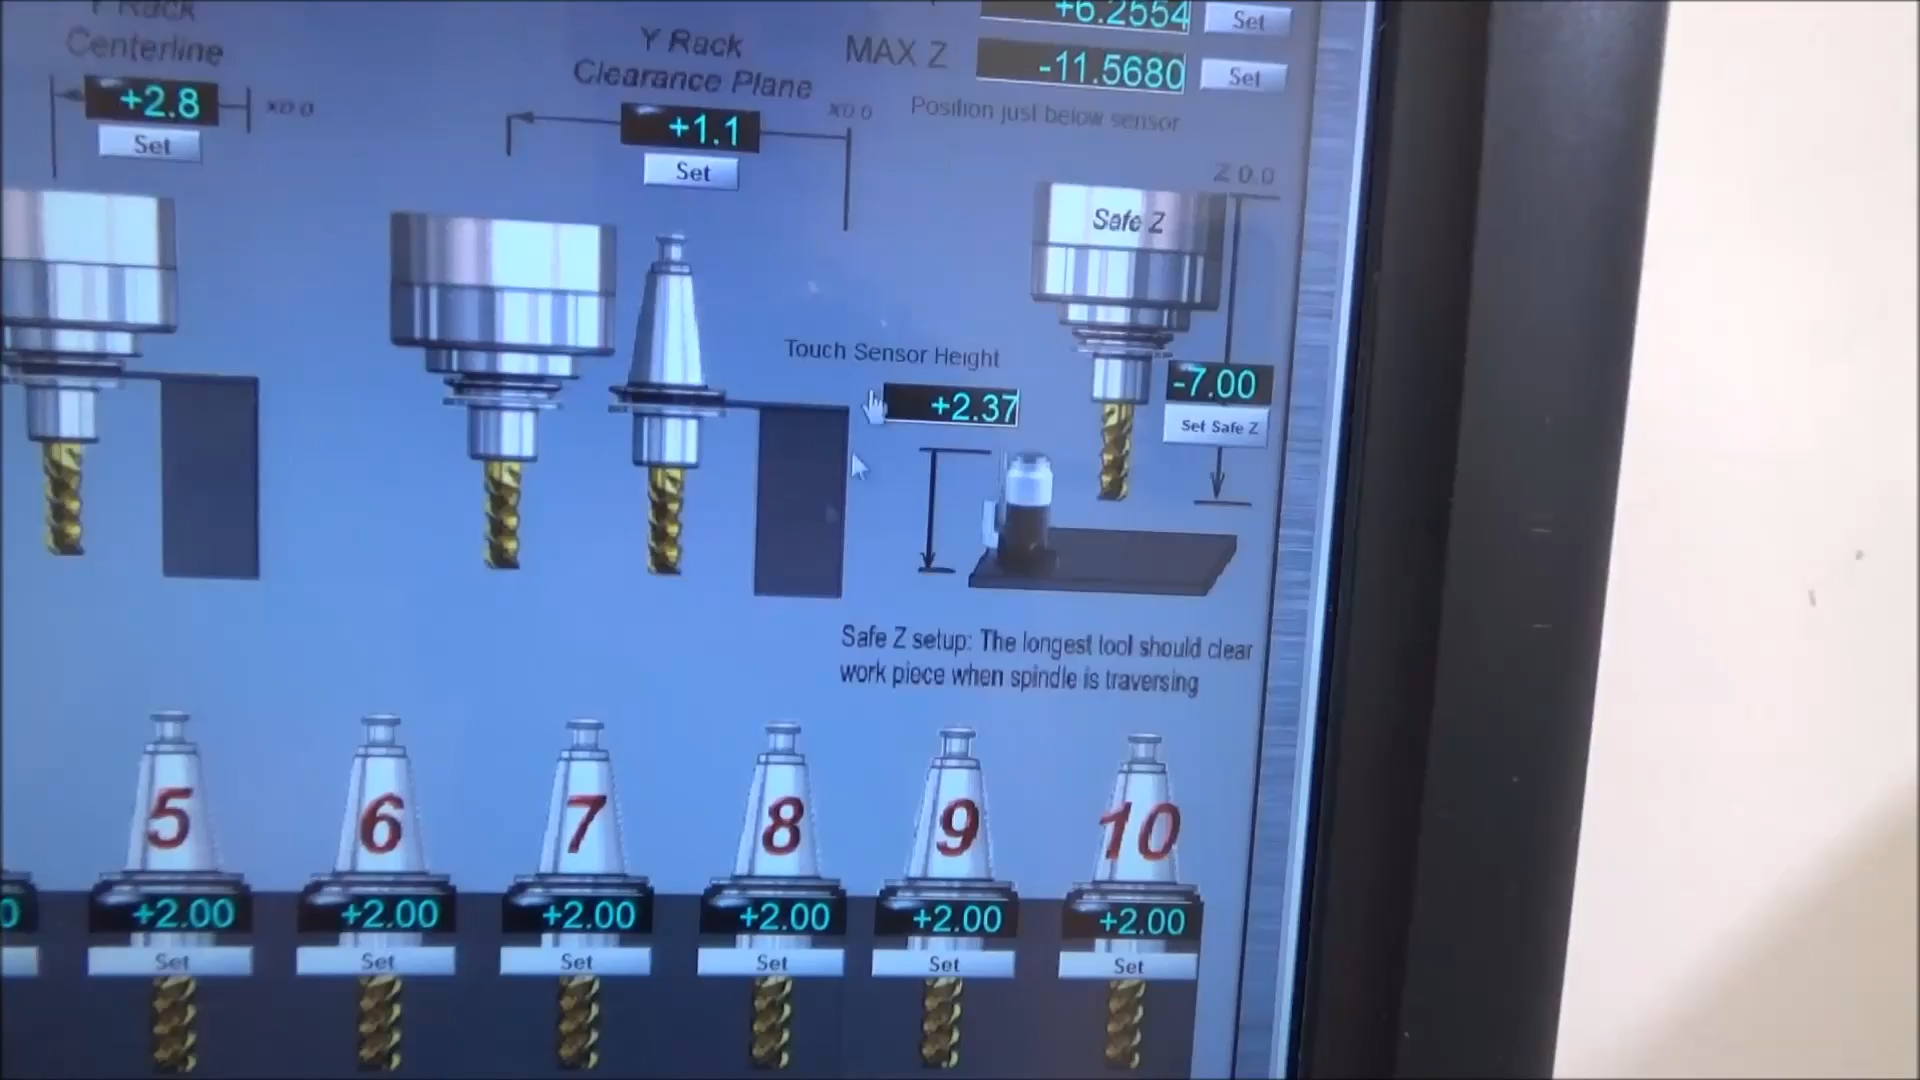 Y Rack
Centerline
+2.8
Set
Y Rack
Clearance Plane
+1.1
Set
+6.2554
Set
MAX Z
-11.5680
Set
Position just below sensor
Z 0.0
Safe Z
Touch Sensor Height
+2.37
-7.00
Set Safe Z
Safe Z setup: The longest tool should clear
work piece when spindle is traversing
5 6 7 8 9 10
0 +2.00 +2.00 +2.00 +2.00 +2.00 +2.00
Set Set Set Set Set Set